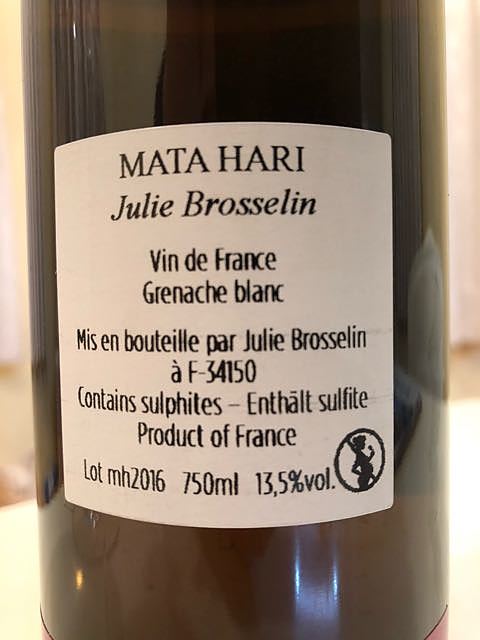 MATA HARI
Julie Brosselin
Vin de France
Grenache blanc
Mis en bouteille par Julie Brosselin
à F-34150
Contains sulphites – Enthält sulfite
Product of France
Lot mh2016 750ml 13,5%vol.